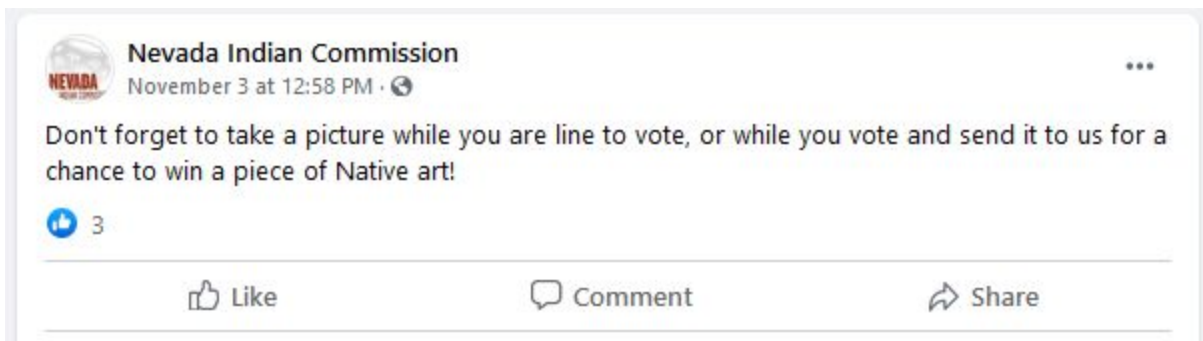 Nevada Indian Commission
November 3 at 12:58 PM ·
Don't forget to take a picture while you are line to vote, or while you vote and send it to us for a
chance to win a piece of Native art!
3
Like Comment Share
NEVADA
INDIAN COMMISSION